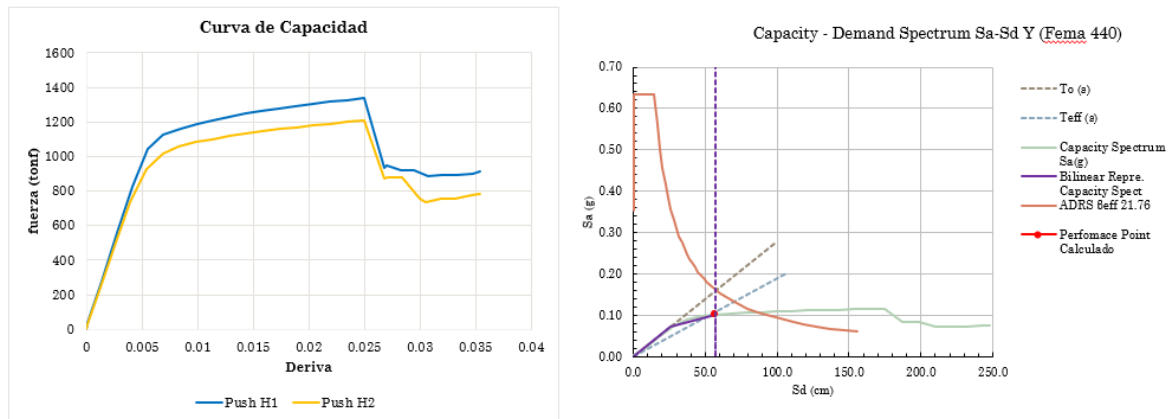 Curva de Capacidad
fuerza (tonf)
1600
1400
1200
1000
800
600
400
200
0
0
0.005
0.01
0.015
0.02
0.025
0.03
0.035
0.04
Deriva
Push H1
Push H2
Capacity - Demand Spectrum Sa-Sd Y (Fema 440)
Sa (g)
0.70
0.60
0.50
0.40
0.30
0.20
0.10
0.00
0.0
50.0
100.0
150.0
200.0
250.0
Sd (cm)
To (s)
Teff (s)
Capacity Spectrum
Sa(g)
Bilinear Repre.
Capacity Spect
ADRS ßeff 21.76
Perfomace Point
Calculado